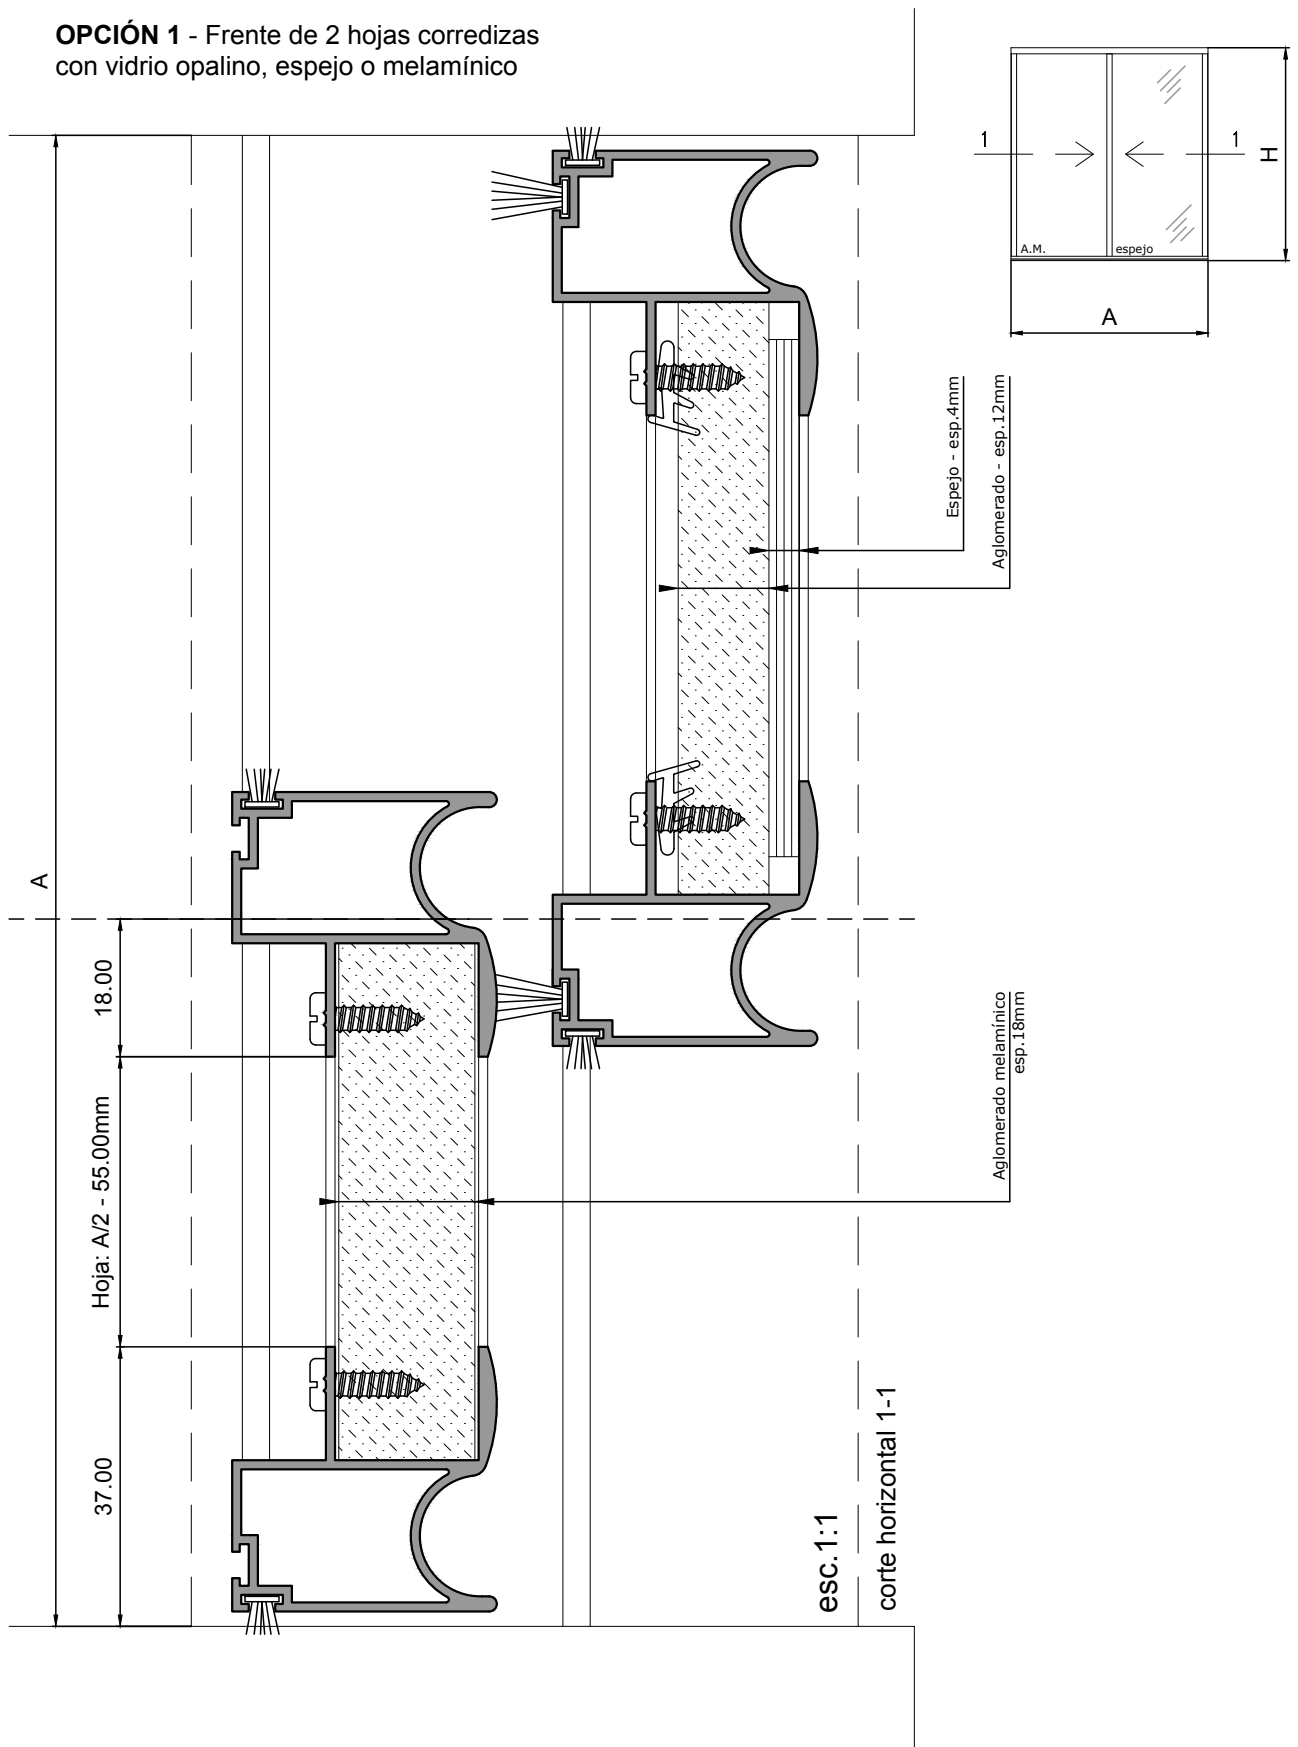 OPCIÓN 1 - Frente de 2 hojas corredizas
con vidrio opalino, espejo o melamínico
1
1
H
A.M.
espejo
A
Espejo - esp.4mm
Aglomerado - esp.12mm
A
18.00
Hoja: A/2 - 55.00mm
37.00
Aglomerado melamínico
esp.18mm
esc.1:1
corte horizontal 1-1